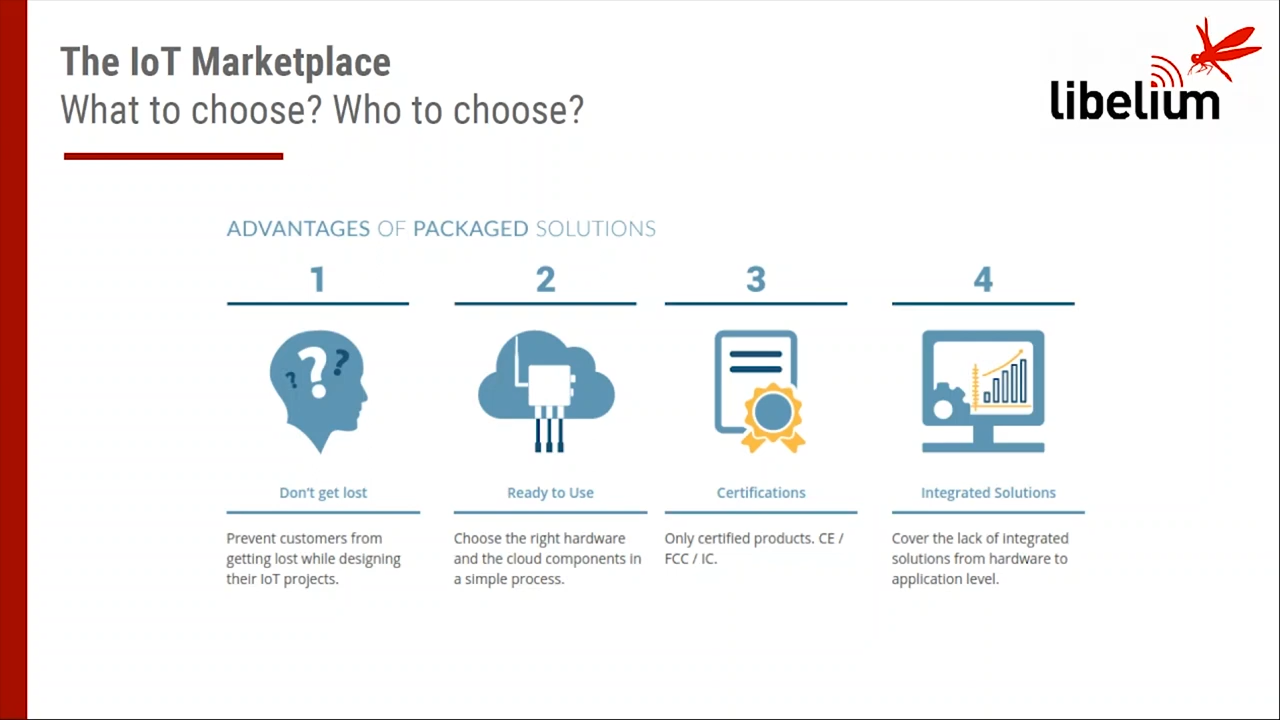 The IoT Marketplace
What to choose? Who to choose?
libelium
ADVANTAGES OF PACKAGED SOLUTIONS
1
2
3
4
? ? ?
Don't get lost
Ready to Use
Certifications
Integrated Solutions
Prevent customers from
getting lost while designing
their IoT projects.
Choose the right hardware
and the cloud components in
a simple process.
Only certified products. CE /
FCC / IC.
Cover the lack of integrated
solutions from hardware to
application level.